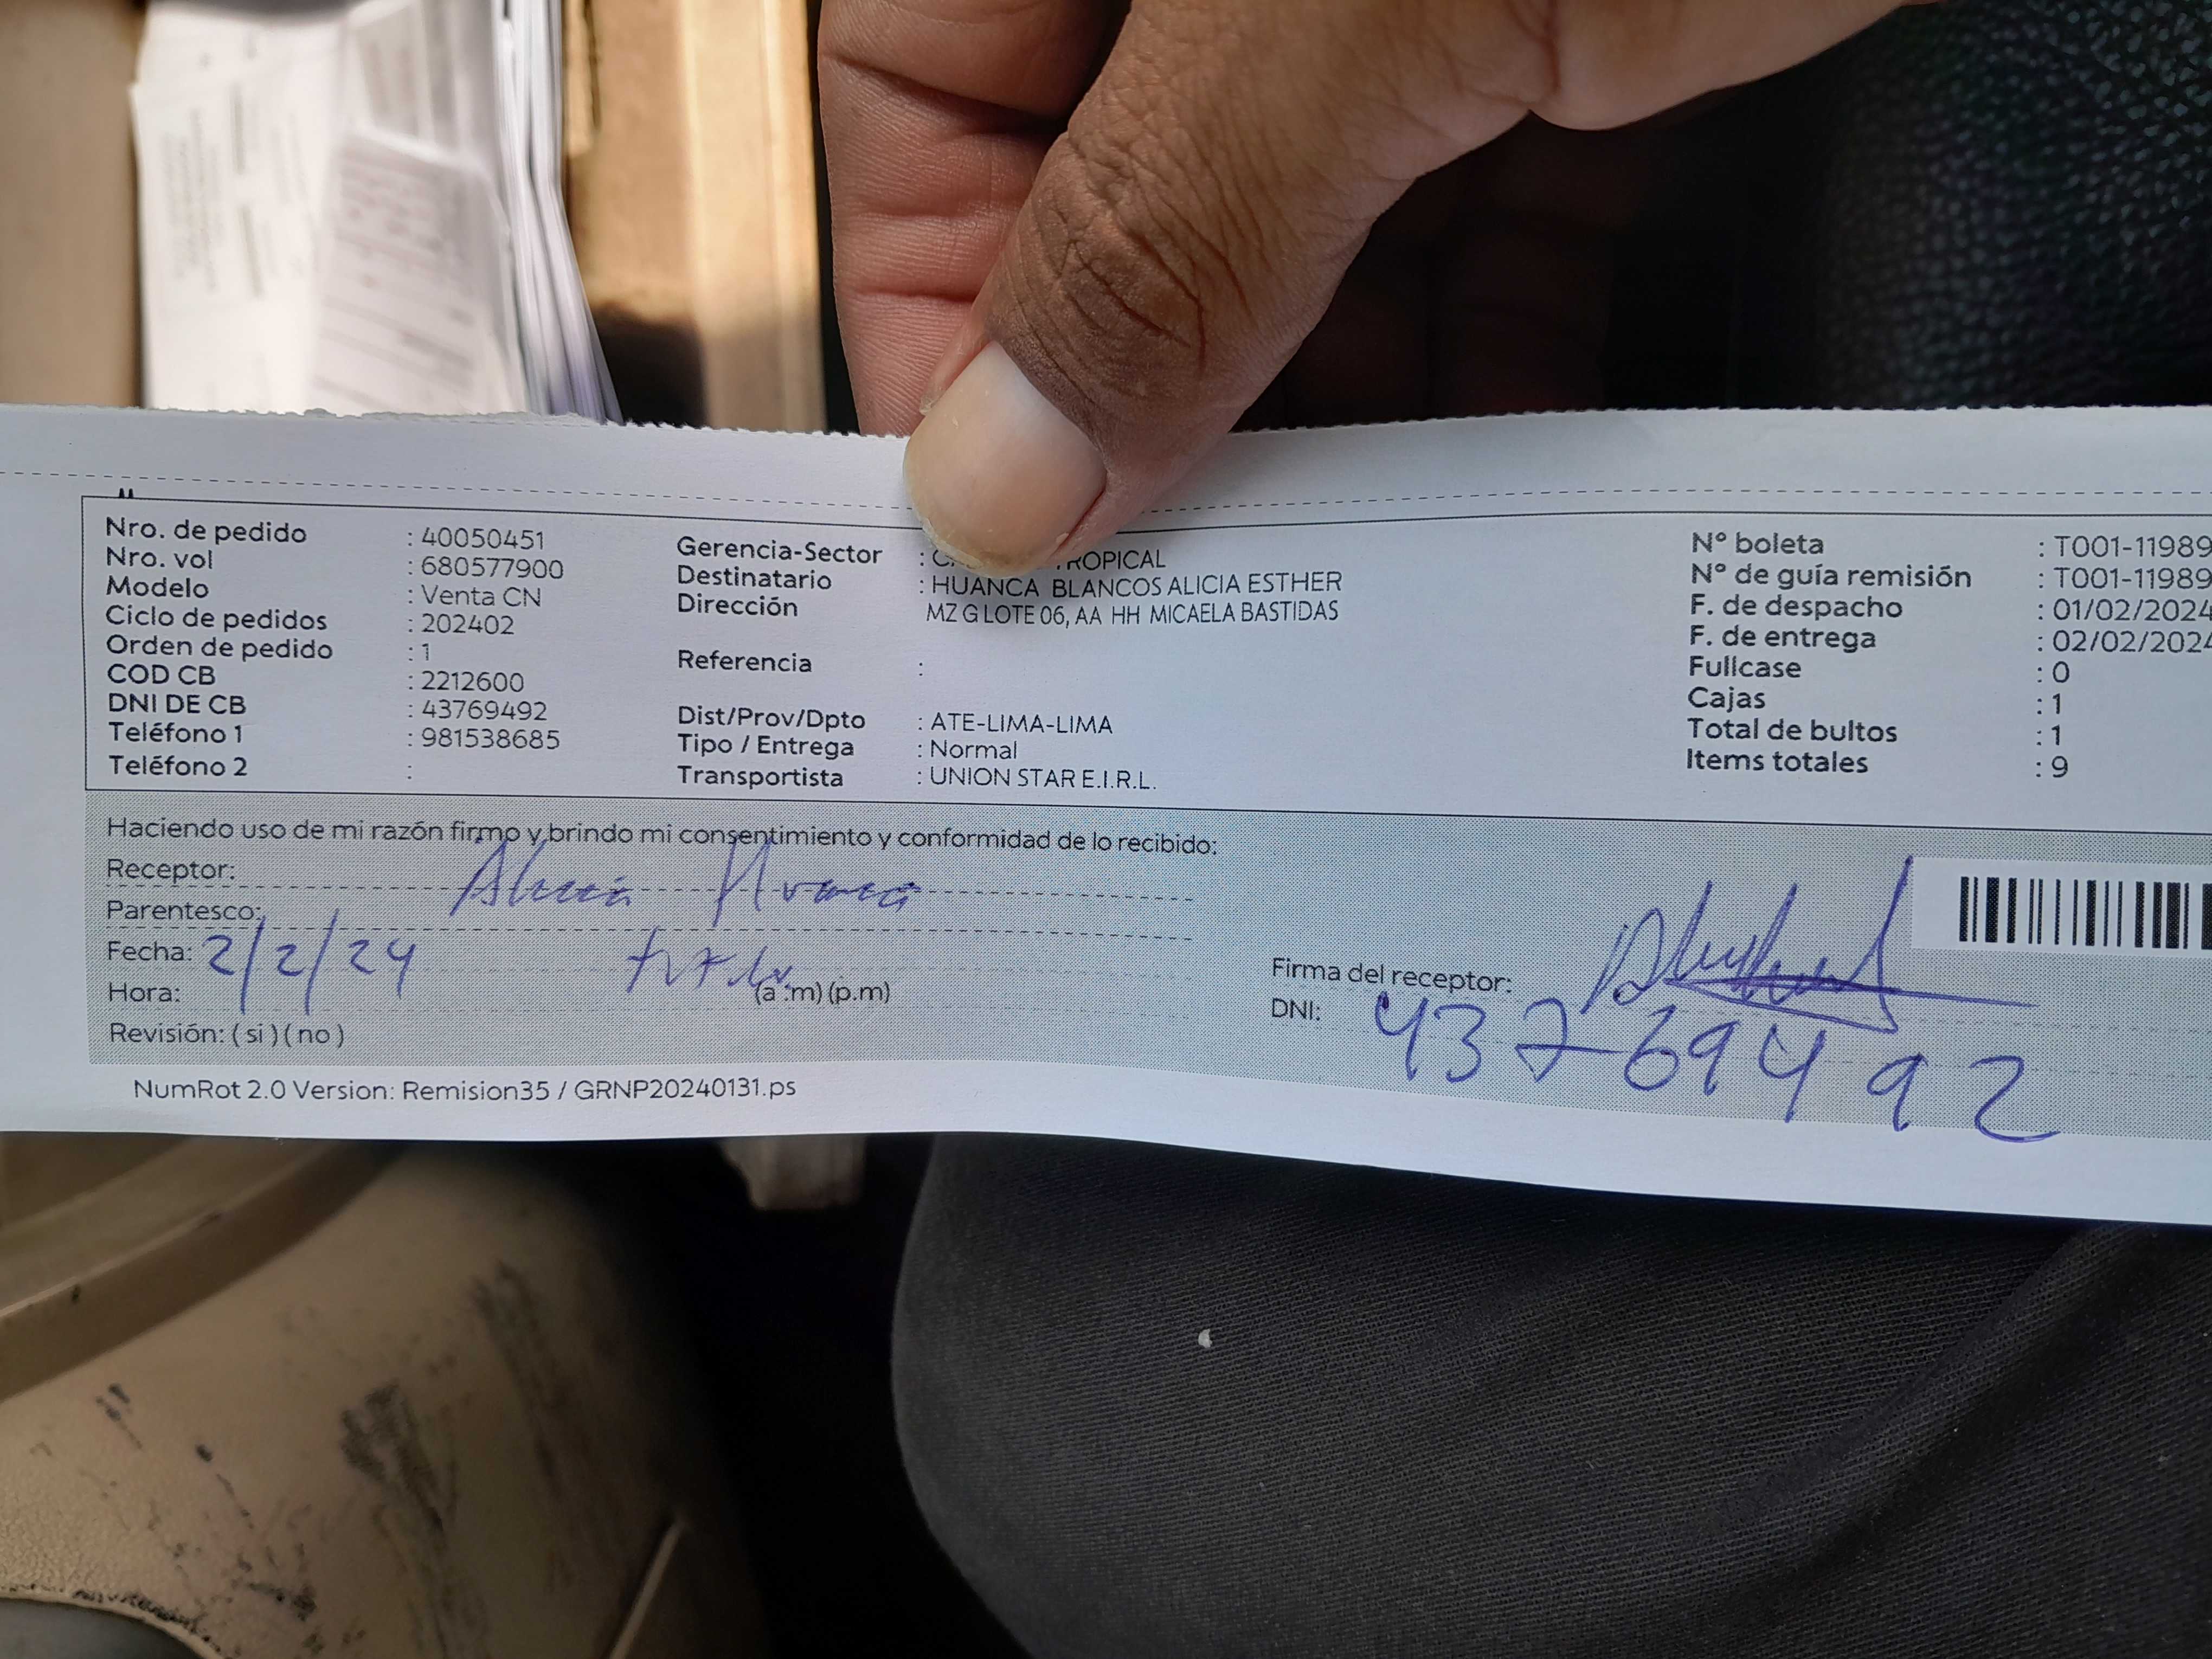 Nro. de pedido : 40050451
Nro. vol : 680577900
Modelo : Venta CN
Ciclo de pedidos : 202402
Orden de pedido : 1
COD CB : 2212600
DNI DE CB : 43769492
Teléfono 1 : 981538685
Teléfono 2 :
Gerencia-Sector :
Destinatario : HUANCA BLANCOS ALICIA ESTHER
Dirección MZ G LOTE 06, AA HH MICAELA BASTIDAS
Referencia :
Dist/Prov/Dpto : ATE-LIMA-LIMA
Tipo / Entrega : Normal
Transportista : UNION STAR E.I.R.L.
Nº boleta : T001-11989
Nº de guía remisión : T001-11989
F. de despacho : 01/02/2024
F. de entrega : 02/02/2024
Fullcase : 0
Cajas : 1
Total de bultos : 1
Items totales : 9
Haciendo uso de mi razón firmo y brindo mi consentimiento y conformidad de lo recibido:
Receptor: Alicia Huanca
Parentesco:
Fecha: 2/2/24
Hora: (a :m) (p.m)
Revisión: ( si ) ( no )
Firma del receptor:
DNI: 43769492
NumRot 2.0 Version: Remision35 / GRNP20240131.ps